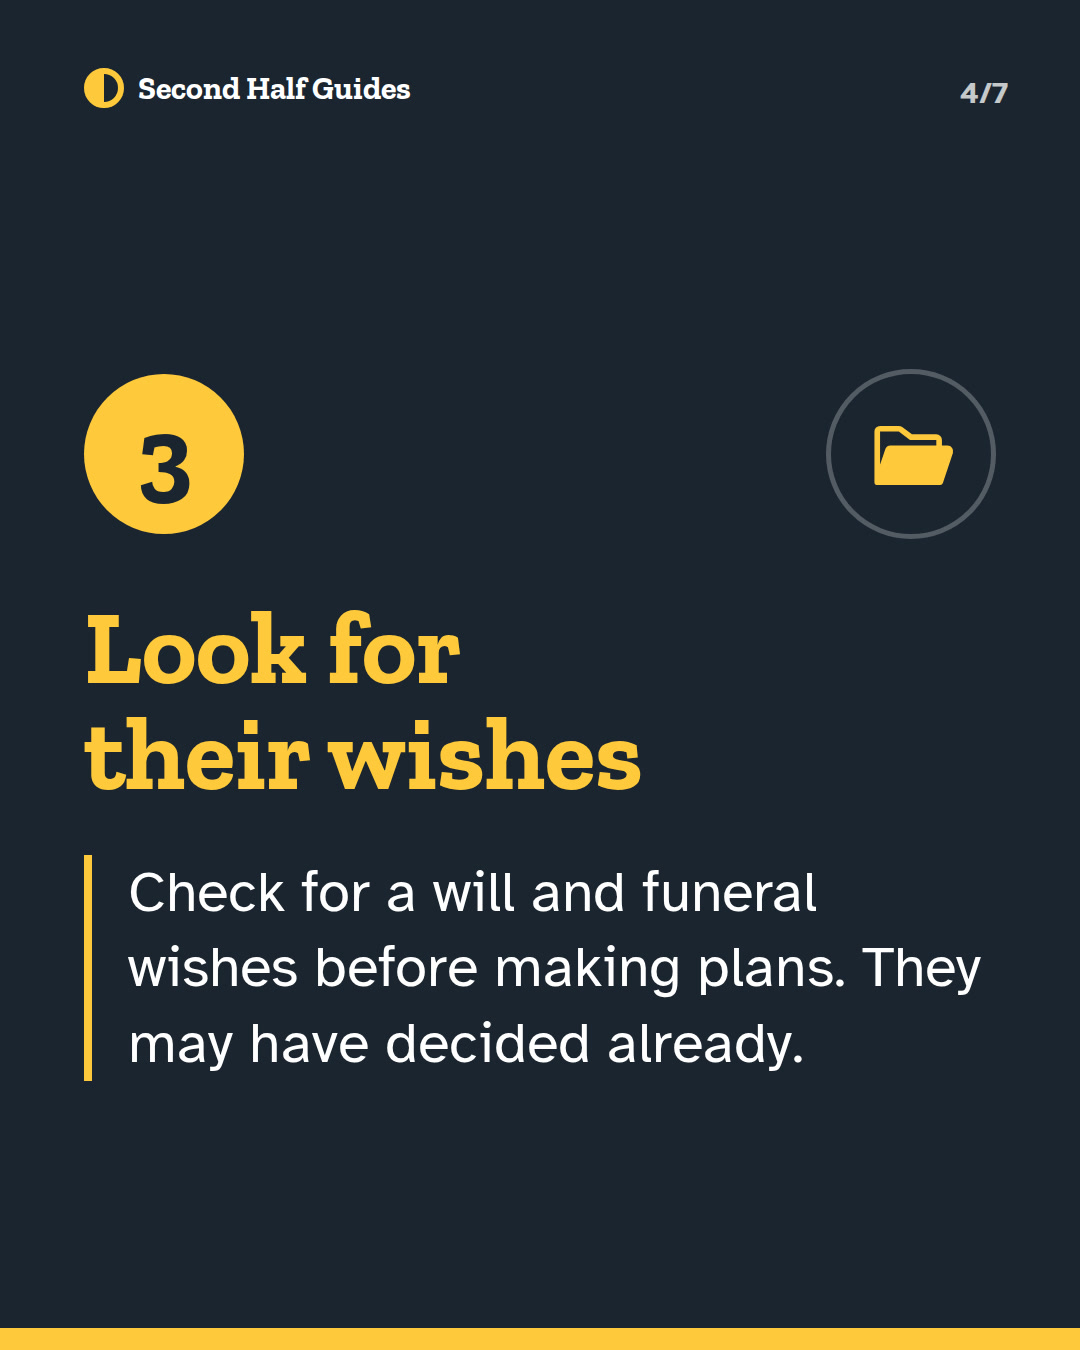 Second Half Guides
4/7
3
Look for
their wishes
Check for a will and funeral
wishes before making plans. They
may have decided already.